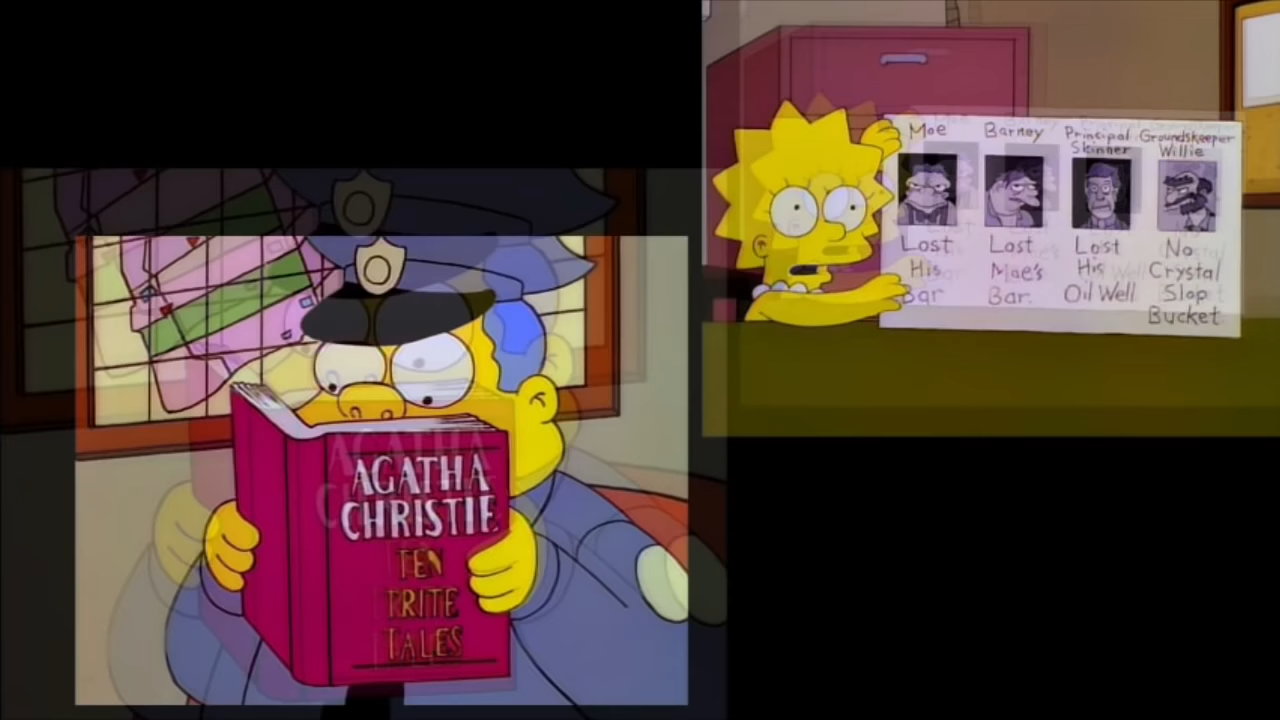 AGATHA
CHRISTIE
TEN
TRITE
TALES
Moe
Lost
His
Bar
Barney
Lost
Moe's
Bar.
Principal
Skinner
Lost
His
Oil Well
Groundskeeper
Willie
No
Crystal
Slop
Bucket